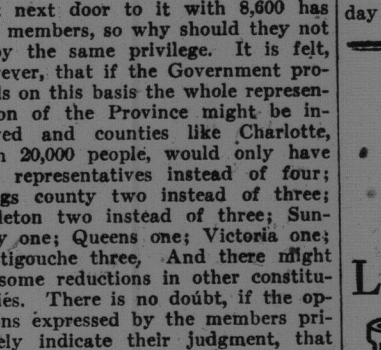 next door to it with 8,600 has
members, so why should they not
by the same privilege. It is felt,
ever, that if the Government pro-
ds on this basis the whole represen-
on of the Province might be in-
ved and counties like Charlotte,
h 20,000 people, would only have
representatives instead of four;
gs county two instead of three;
leton two instead of three; Sun-
y one; Queens one; Victoria one;
tigouche three, And there might
some reductions in other constitu-
iés. There is no doubt, if the op-
ns expressed by the members pri-
ely indicate their judgment, that
day
L